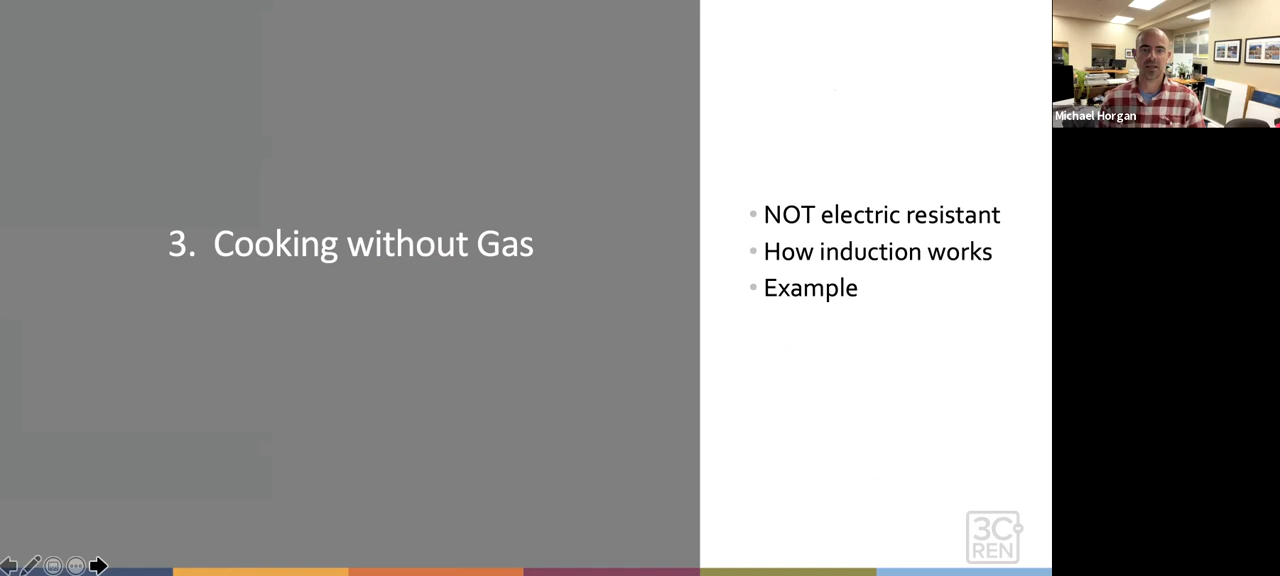 3. Cooking without Gas
NOT electric resistant
How induction works
Example
3C
REN
Michael Horgan